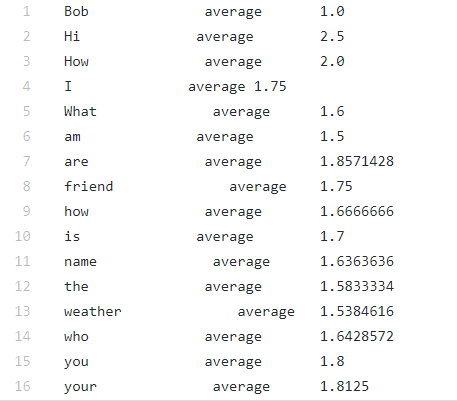 1 Bob average 1.0
2 Hi average 2.5
3 How average 2.0
4 I average 1.75
5 What average 1.6
6 am average 1.5
7 are average 1.8571428
8 friend average 1.75
9 how average 1.6666666
10 is average 1.7
11 name average 1.6363636
12 the average 1.5833334
13 weather average 1.5384616
14 who average 1.6428572
15 you average 1.8
16 your average 1.8125